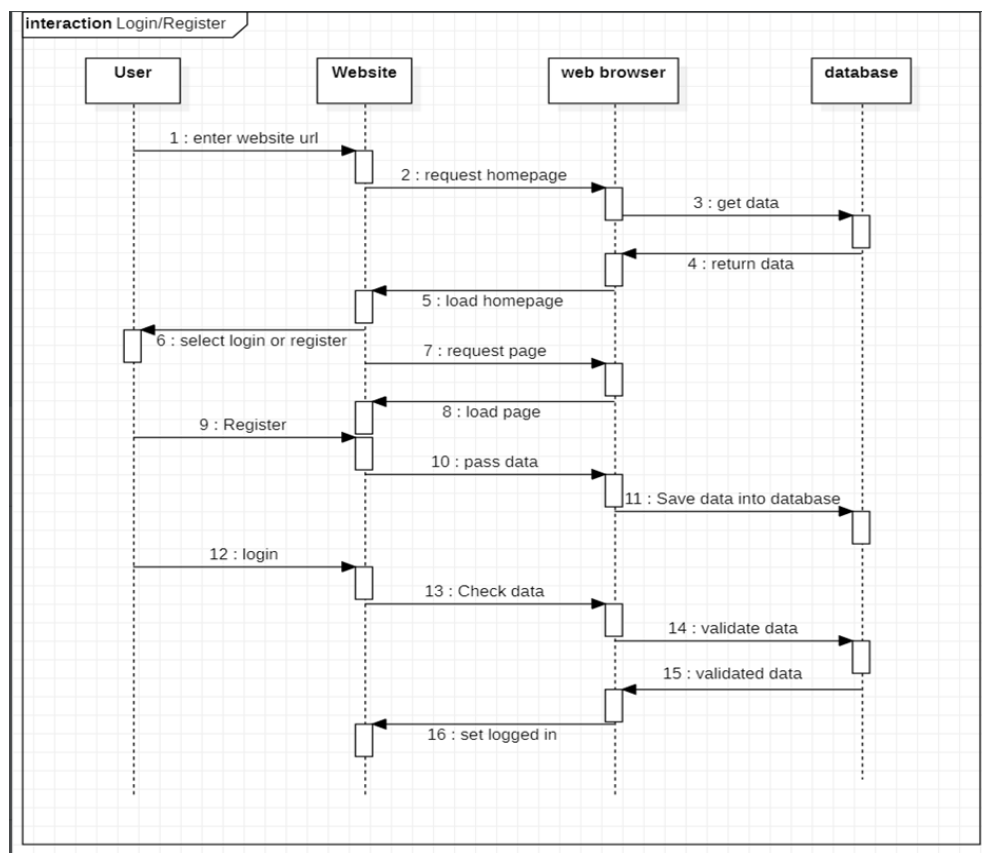 interaction Login/Register
User
Website
web browser
database
1 : enter website url
2 : request homepage
3 : get data
4 : return data
5 : load homepage
6 : select login or register
7 : request page
8 : load page
9 : Register
10 : pass data
11 : Save data into database
12 : login
13 : Check data
14 : validate data
15 : validated data
16 : set logged in